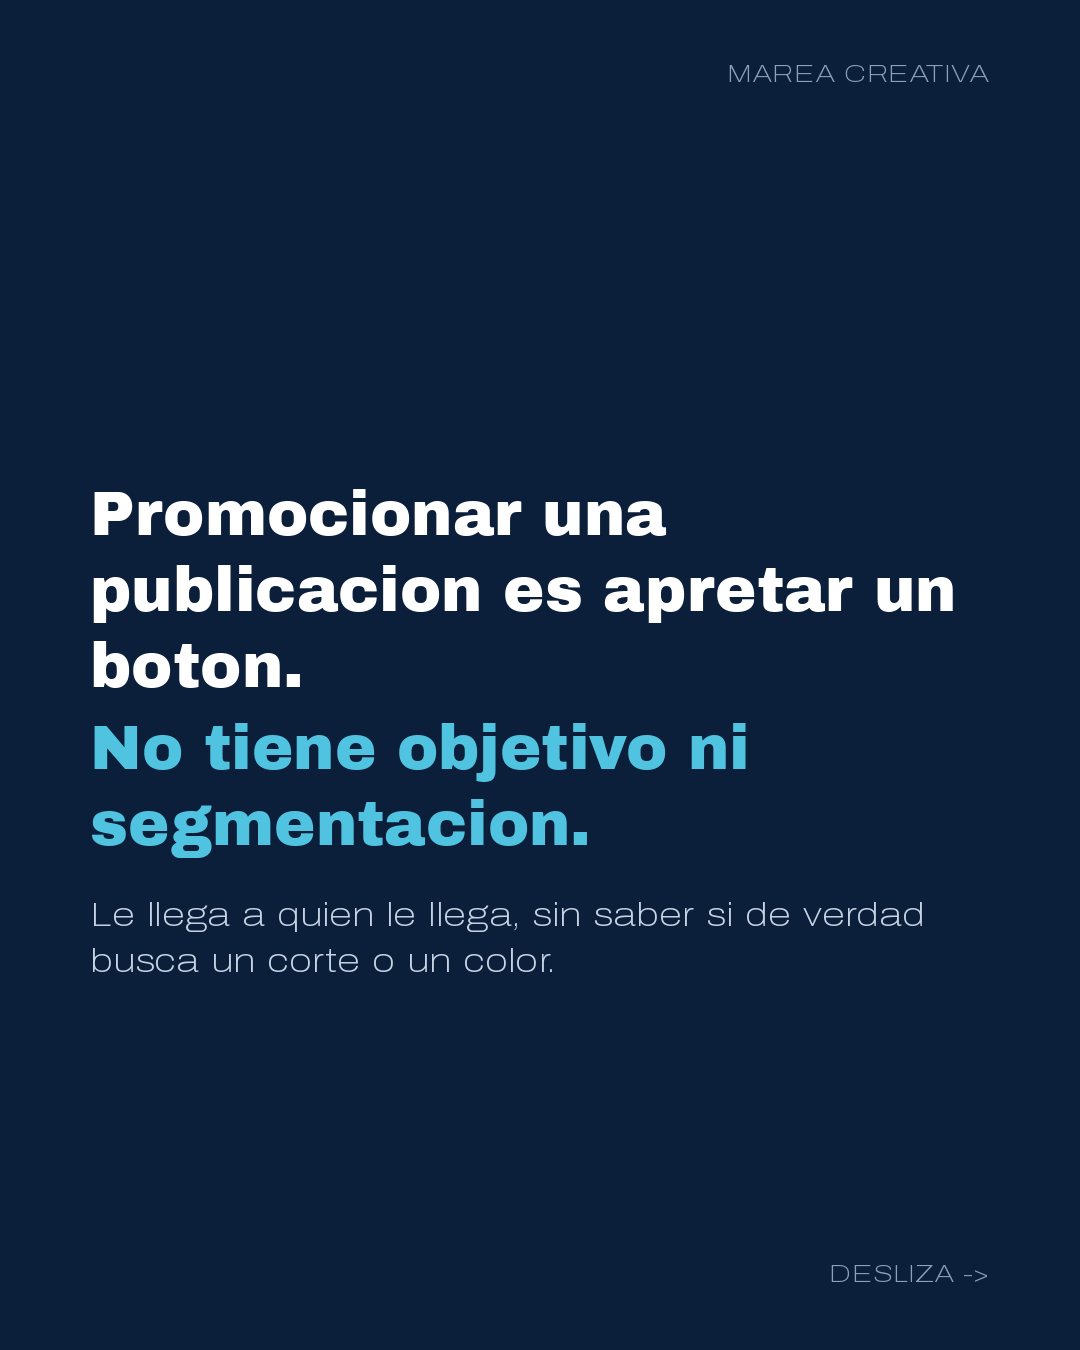 MAREA CREATIVA
Promocionar una
publicacion es apretar un
boton.
No tiene objetivo ni
segmentacion.
Le llega a quien le llega, sin saber si de verdad
busca un corte o un color.
DESLIZA ->